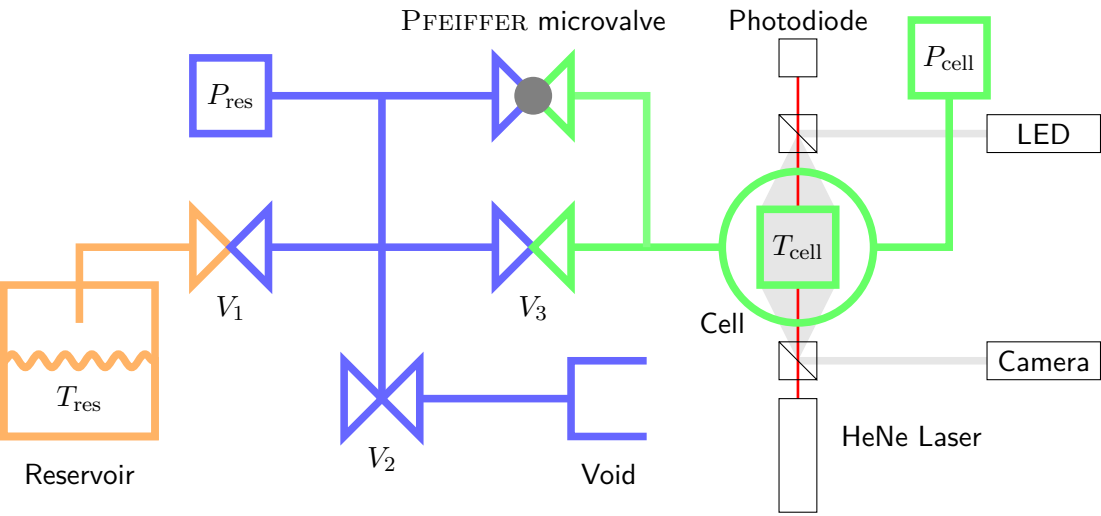 PFEIFFER microvalve
Photodiode
P_res
P_cell
LED
T_cell
V_1
V_3
Cell
Camera
T_res
HeNe Laser
V_2
Reservoir
Void